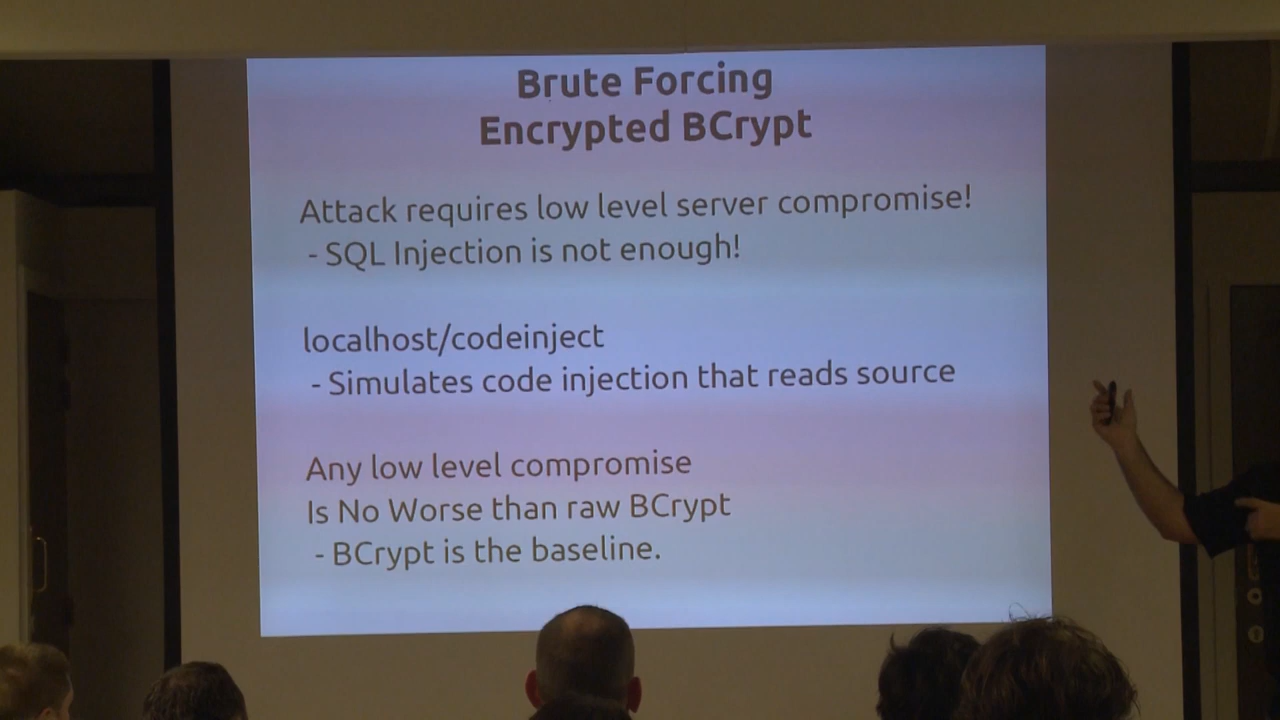 Brute Forcing
Encrypted BCrypt
Attack requires low level server compromise!
- SQL Injection is not enough!
localhost/codeinject
- Simulates code injection that reads source
Any low level compromise
Is No Worse than raw BCrypt
- BCrypt is the baseline.